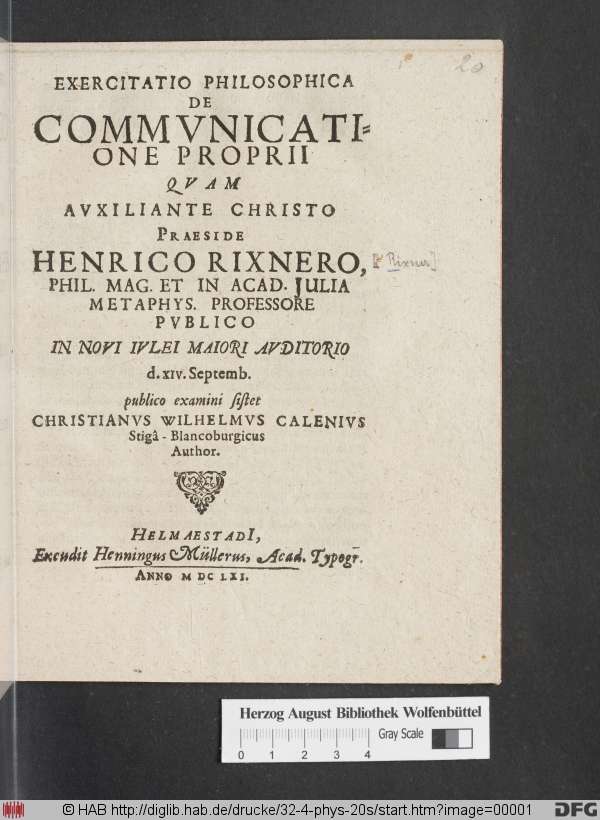 20
EXERCITATIO PHILOSOPHICA
DE
COMMVNICATI=
ONE PROPRII
QVAM
AVXILIANTE CHRISTO
PRAESIDE
HENRICO RIXNERO, [* Rixner]
PHIL. MAG. ET IN ACAD. JULIA
METAPHYS. PROFESSORE
PVBLICO
IN NOVI IVLEI MAIORI AVDITORIO
d. XIV. Septemb.
publico examini sistet
CHRISTIANVS WILHELMVS CALENIVS
Stigâ - Blancoburgicus
Author.
HELMAESTADI,
Excudit Henningus Müllerus, Acad. Typogr.
ANNO M DC LXI.
Herzog August Bibliothek Wolfenbüttel
Gray Scale
0 1 2 3 4
© HAB http://diglib.hab.de/drucke/32-4-phys-20s/start.htm?image=00001
DFG